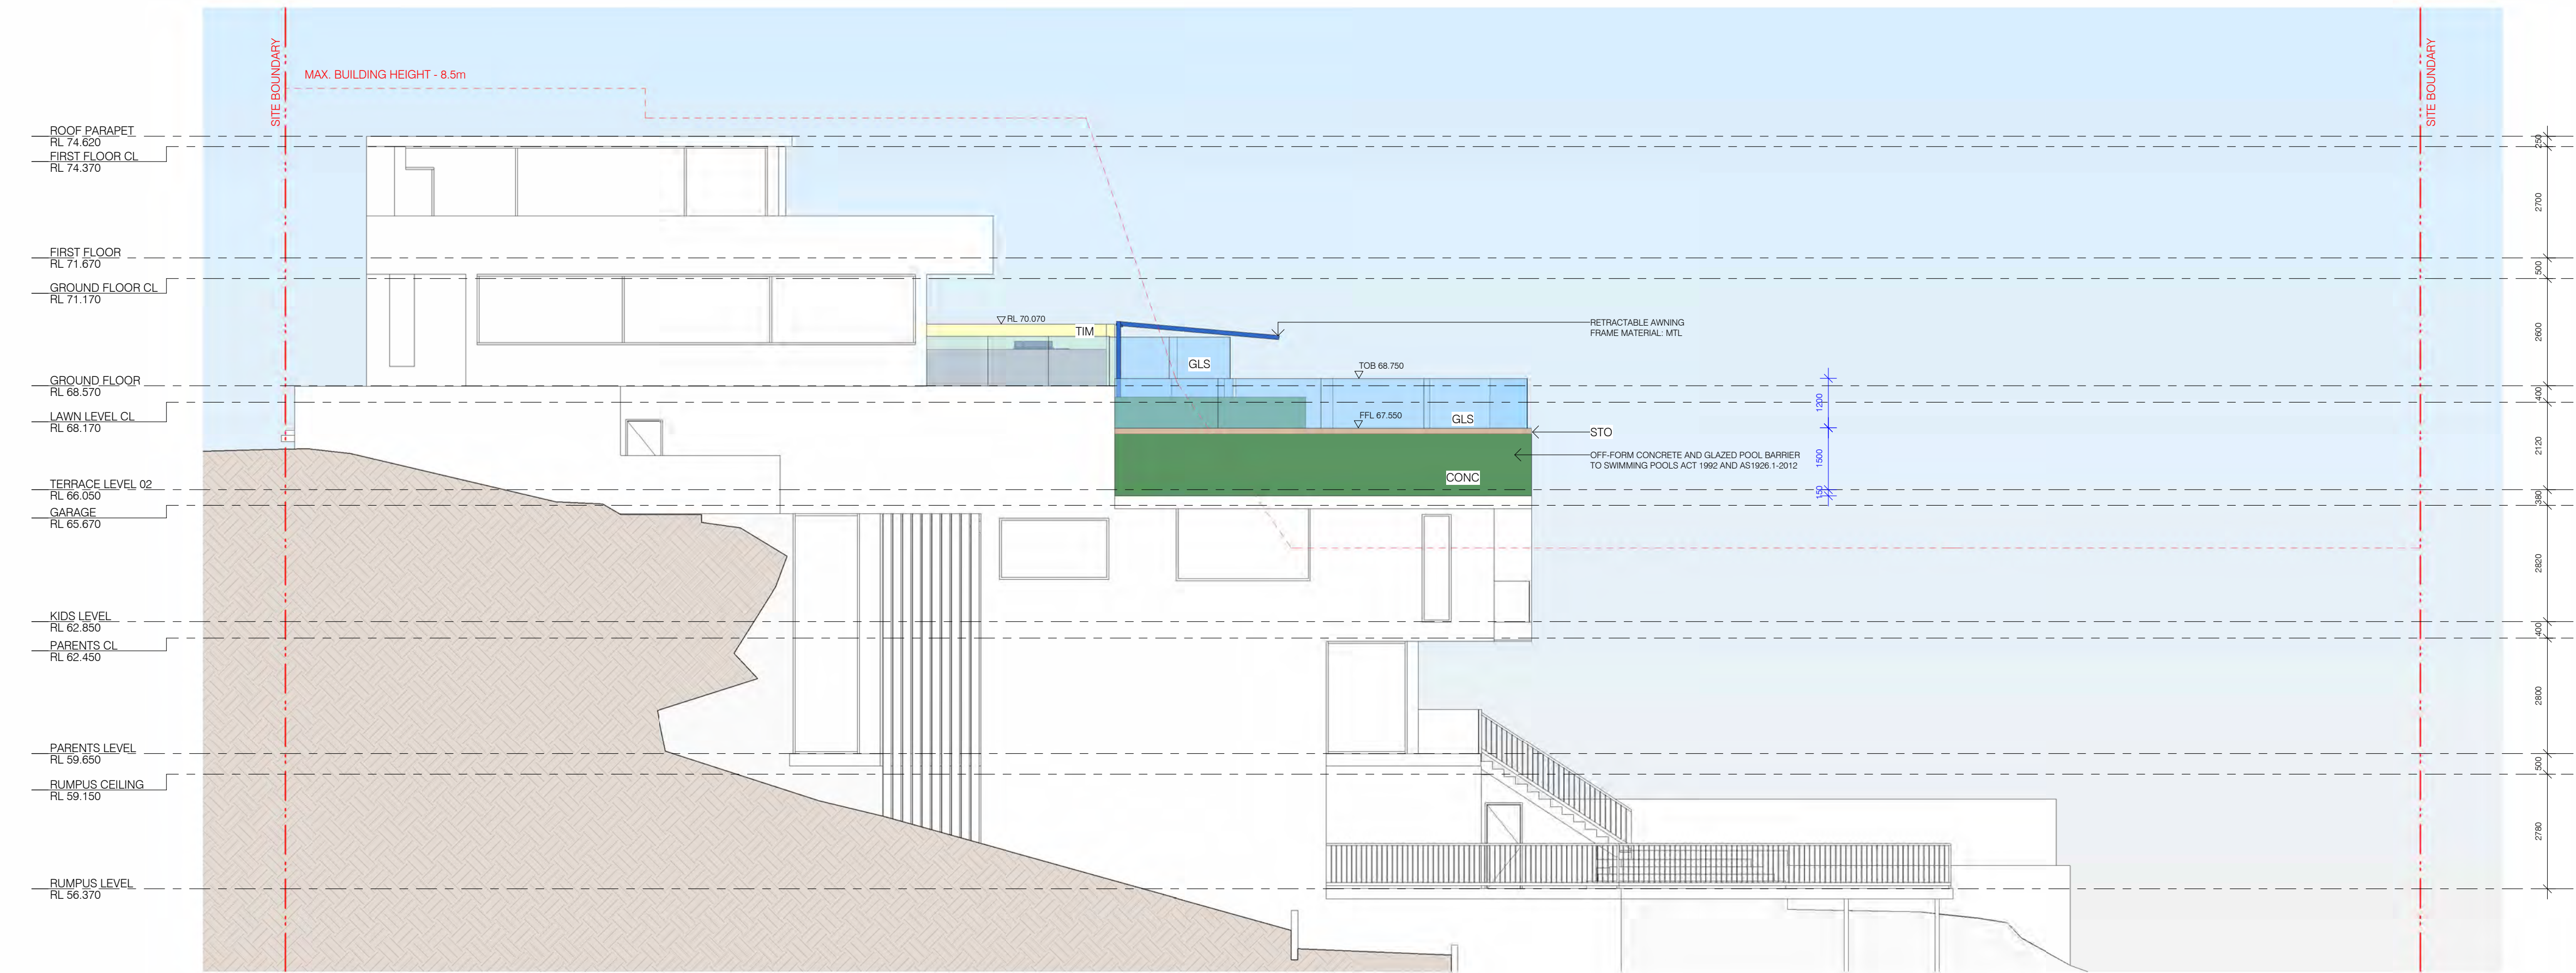 SITE BOUNDARY
MAX. BUILDING HEIGHT - 8.5m
SITE BOUNDARY
ROOF PARAPET
RL 74.620
FIRST FLOOR CL
RL 74.370
FIRST FLOOR
RL 71.670
GROUND FLOOR CL
RL 71.170
GROUND FLOOR
RL 68.570
LAWN LEVEL CL
RL 68.170
TERRACE LEVEL 02
RL 66.050
GARAGE
RL 65.670
KIDS LEVEL
RL 62.850
PARENTS CL
RL 62.450
PARENTS LEVEL
RL 59.650
RUMPUS CEILING
RL 59.150
RUMPUS LEVEL
RL 56.370
RL 70.070
TIM
GLS
RETRACTABLE AWNING
FRAME MATERIAL: MTL
TOB 68.750
FFL 67.550
GLS
STO
OFF-FORM CONCRETE AND GLAZED POOL BARRIER
TO SWIMMING POOLS ACT 1992 AND AS1926.1-2012
CONC
1200
1500
150
250
2700
500
2600
400
2120
380
2820
400
2800
500
2780